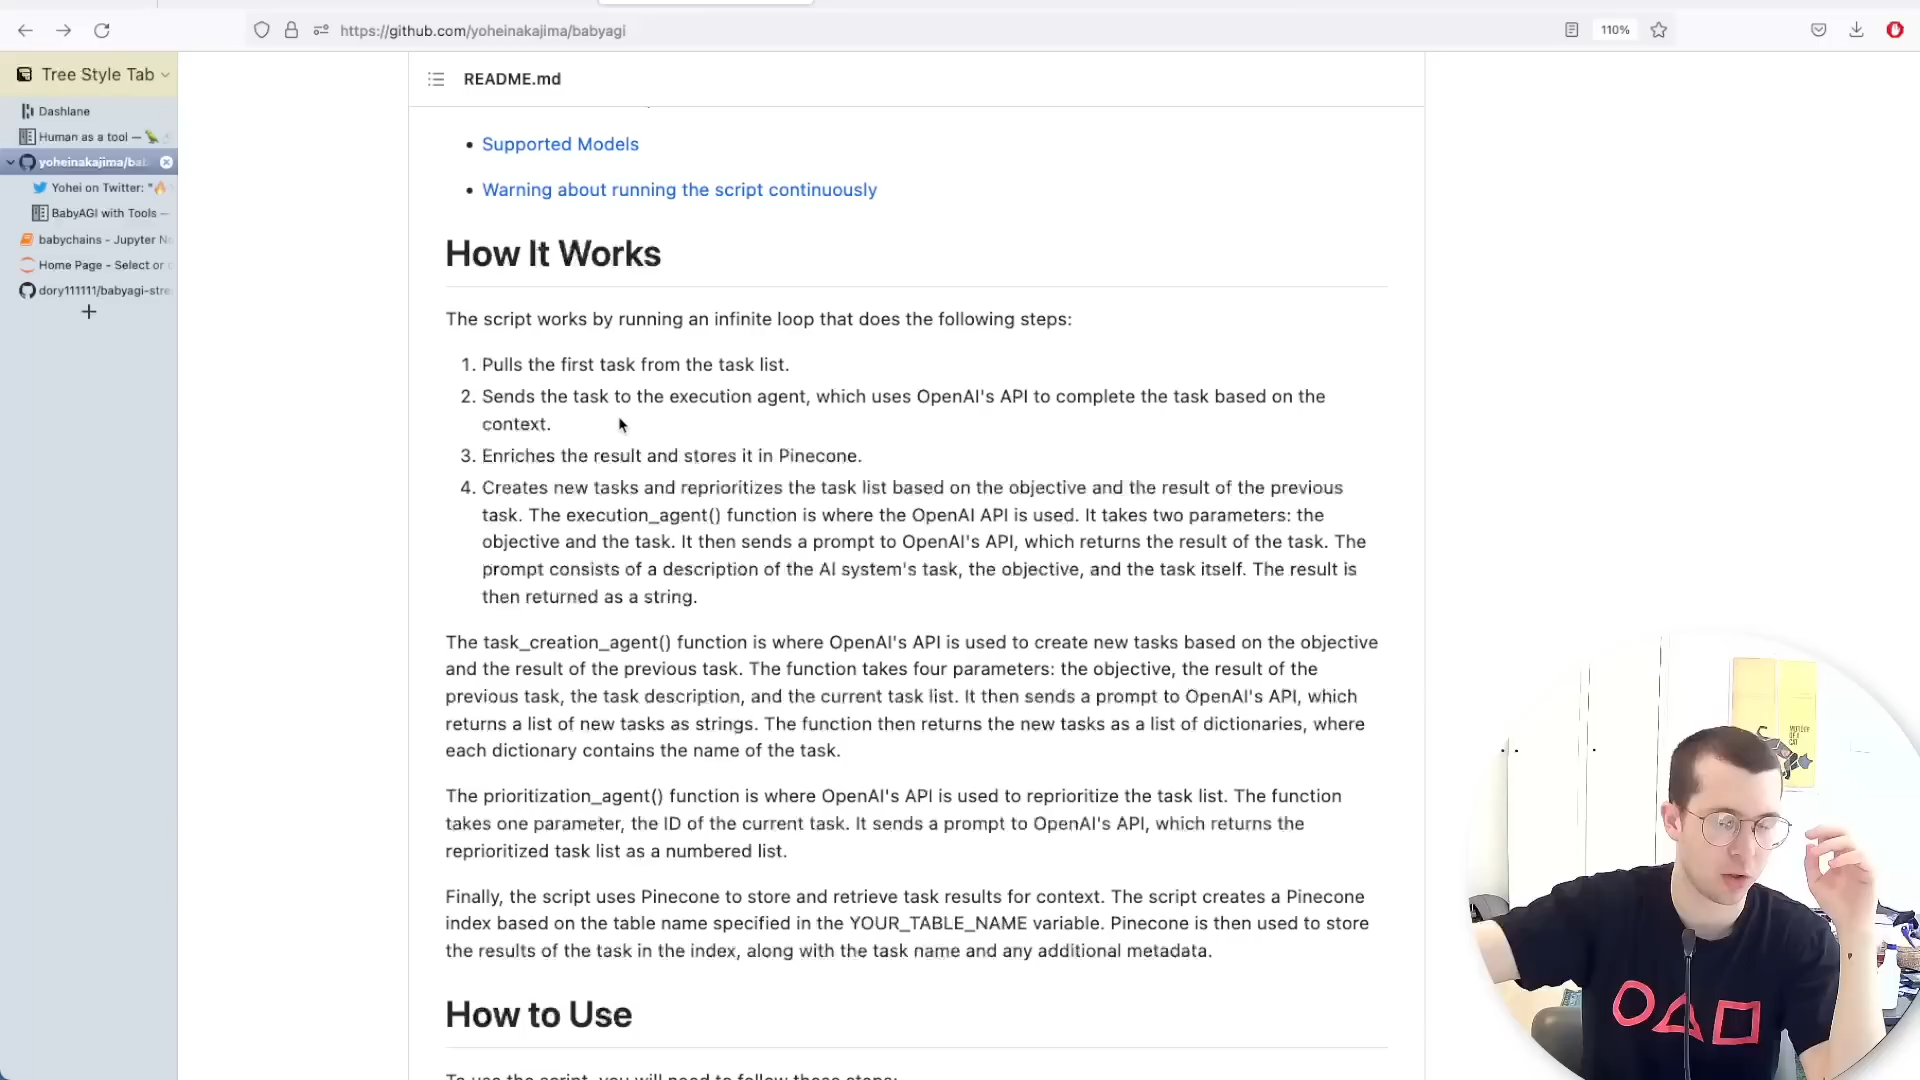 https://github.com/yoheinakajima/babyagi
110%
Tree Style Tab
Dashlane
Human as a tool —
yoheinakajima/bab
Yohei on Twitter: "🔥
BabyAGI with Tools —
babychains - Jupyter No
Home Page - Select or c
dory111111/babyagi-stre
README.md
Supported Models
Warning about running the script continuously
How It Works
The script works by running an infinite loop that does the following steps:
1. Pulls the first task from the task list.
2. Sends the task to the execution agent, which uses OpenAI's API to complete the task based on the
context.
3. Enriches the result and stores it in Pinecone.
4. Creates new tasks and reprioritizes the task list based on the objective and the result of the previous
task. The execution_agent() function is where the OpenAI API is used. It takes two parameters: the
objective and the task. It then sends a prompt to OpenAI's API, which returns the result of the task. The
prompt consists of a description of the AI system's task, the objective, and the task itself. The result is
then returned as a string.
The task_creation_agent() function is where OpenAI's API is used to create new tasks based on the objective
and the result of the previous task. The function takes four parameters: the objective, the result of the
previous task, the task description, and the current task list. It then sends a prompt to OpenAI's API, which
returns a list of new tasks as strings. The function then returns the new tasks as a list of dictionaries, where
each dictionary contains the name of the task.
The prioritization_agent() function is where OpenAI's API is used to reprioritize the task list. The function
takes one parameter, the ID of the current task. It sends a prompt to OpenAI's API, which returns the
reprioritized task list as a numbered list.
Finally, the script uses Pinecone to store and retrieve task results for context. The script creates a Pinecone
index based on the table name specified in the YOUR_TABLE_NAME variable. Pinecone is then used to store
the results of the task in the index, along with the task name and any additional metadata.
How to Use
To use the script, you will need to follow these steps: